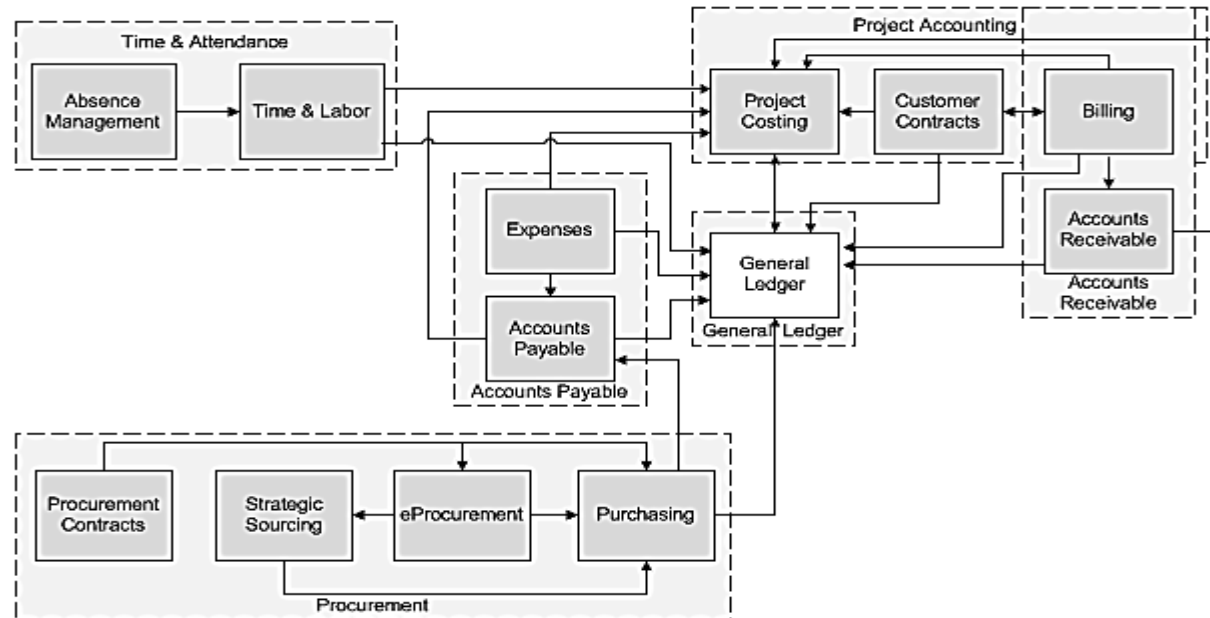 Time & Attendance
Absence
Management
Time & Labor
Project Accounting
Project
Costing
Customer
Contracts
Billing
Accounts
Receivable
Accounts
Receivable
Expenses
Accounts
Payable
Accounts Payable
General
Ledger
General Ledger
Procurement
Contracts
Strategic
Sourcing
eProcurement
Purchasing
Procurement